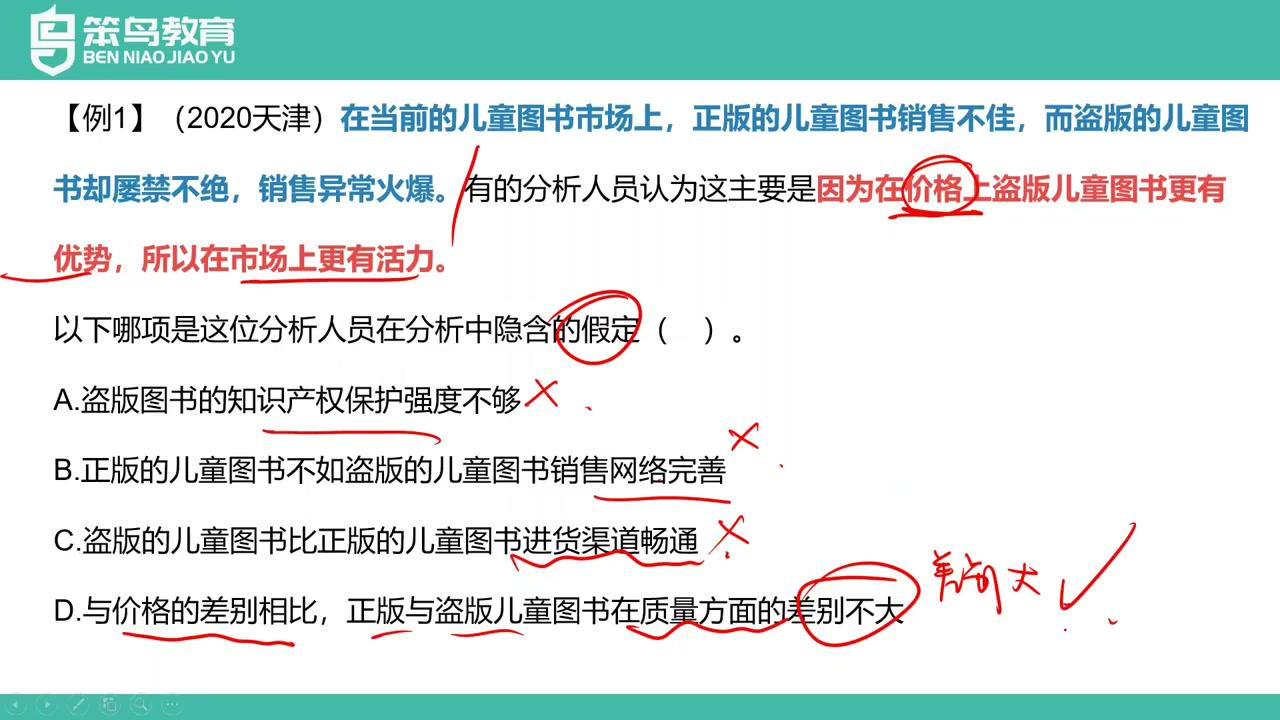 笨鸟教育
BEN NIAO JIAO YU
【例1】（2020天津）在当前的儿童图书市场上，正版的儿童图书销售不佳，而盗版的儿童图
书却屡禁不绝，销售异常火爆。有的分析人员认为这主要是因为在价格上盗版儿童图书更有
优势，所以在市场上更有活力。
以下哪项是这位分析人员在分析中隐含的假定（ ）。
A.盗版图书的知识产权保护强度不够
B.正版的儿童图书不如盗版的儿童图书销售网络完善
C.盗版的儿童图书比正版的儿童图书进货渠道畅通
D.与价格的差别相比，正版与盗版儿童图书在质量方面的差别不大